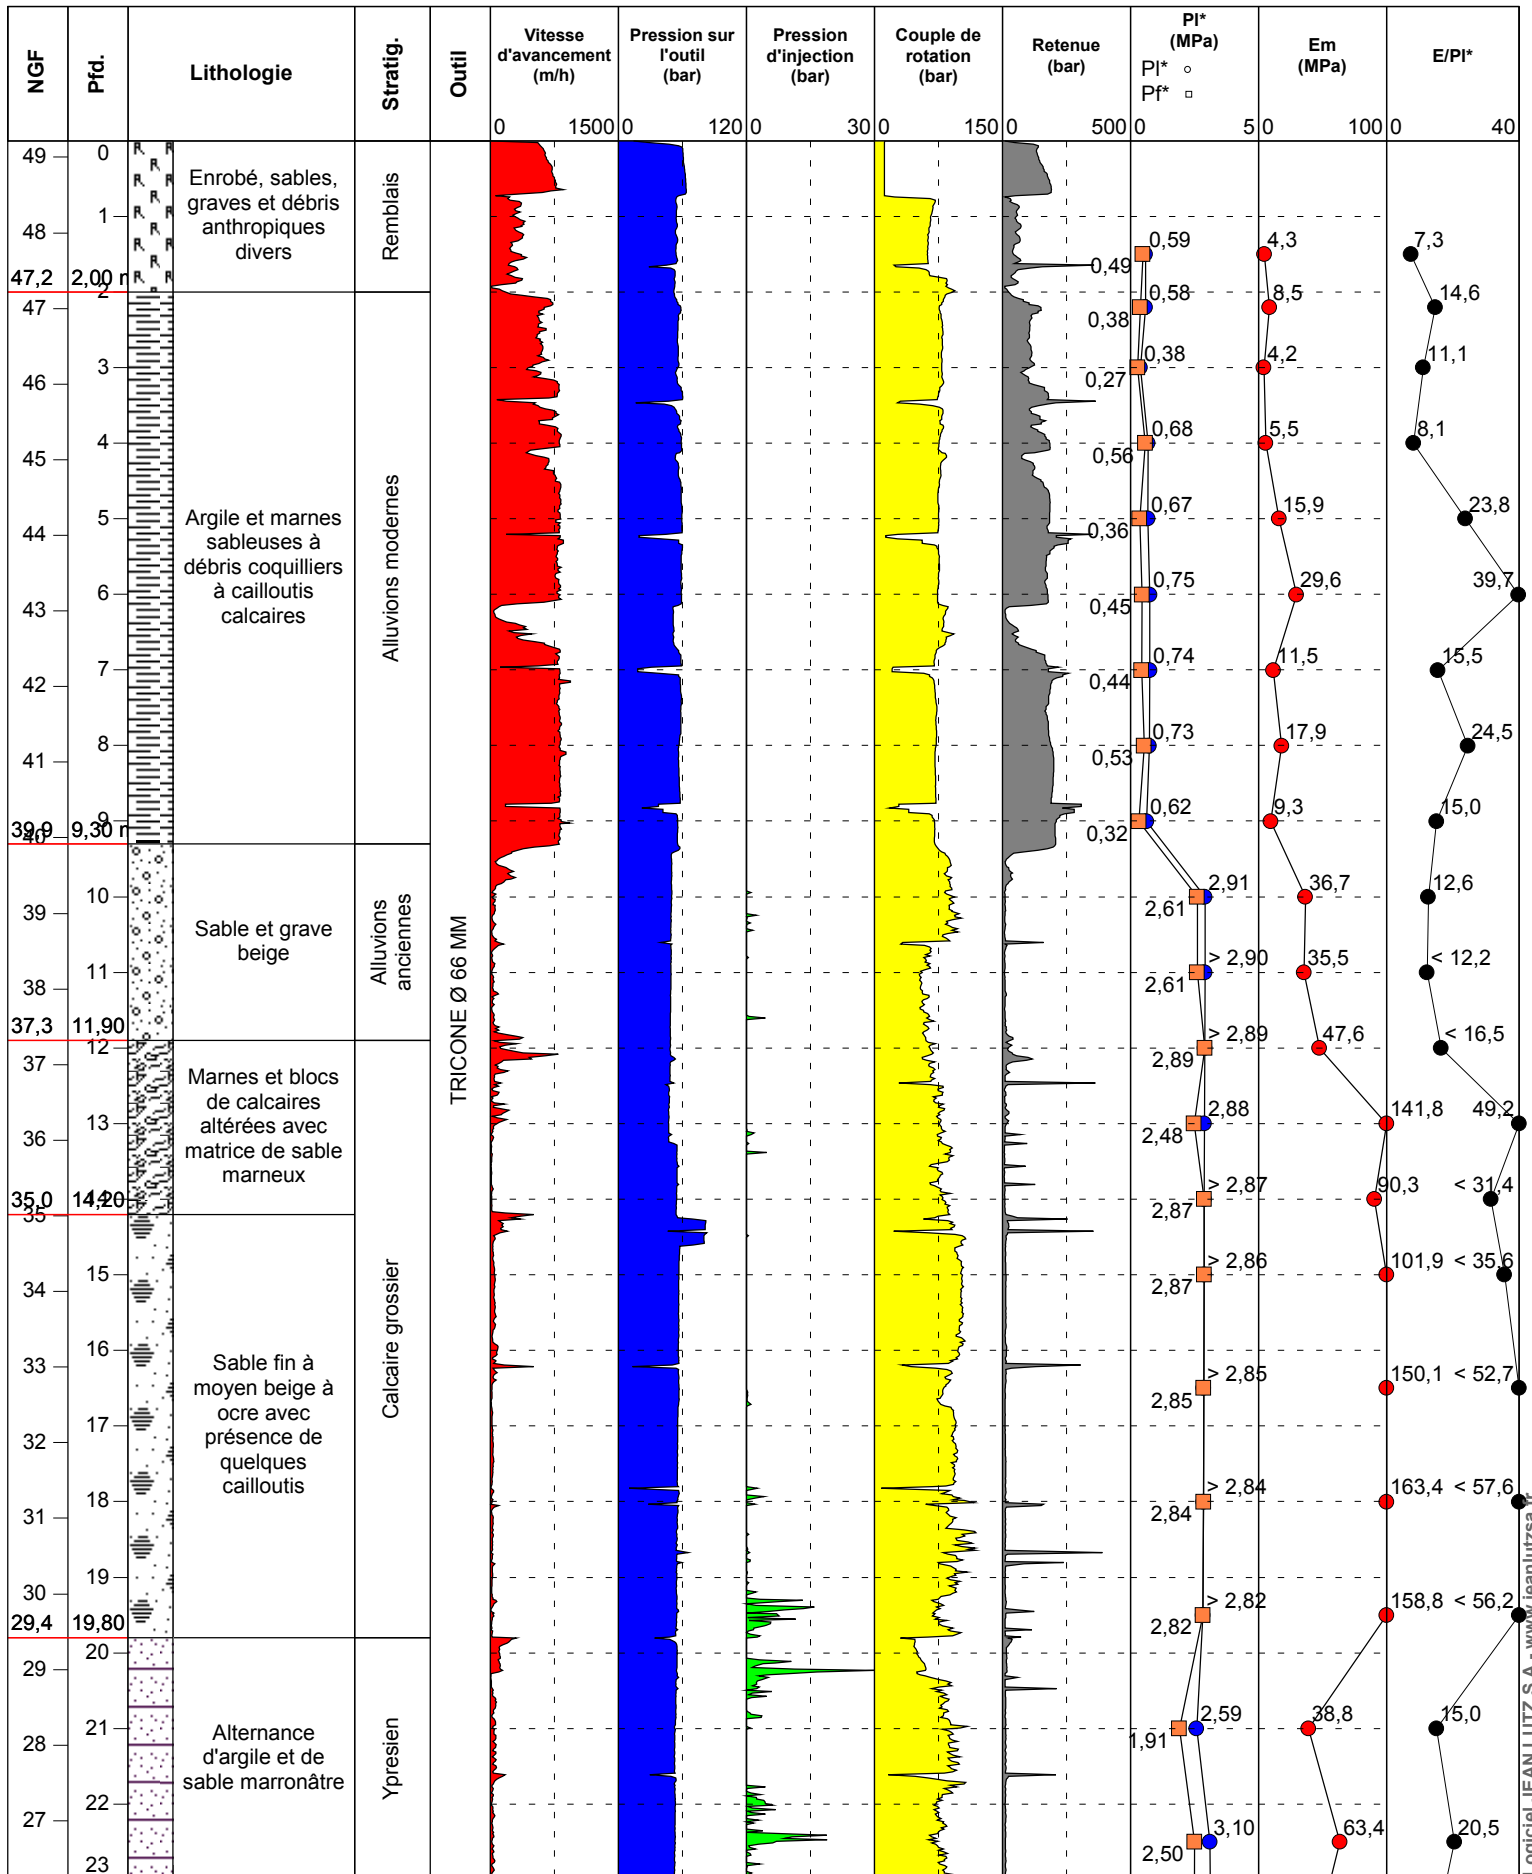 NGF
Pfd.
Lithologie
Stratig.
Outil
Vitesse
d'avancement
(m/h)
0 1500
Pression sur
l'outil
(bar)
0 120
Pression
d'injection
(bar)
0 30
Couple de
rotation
(bar)
0 150
Retenue
(bar)
0 500
Pl*
(MPa)
Pl*
Pf*
0 5
Em
(MPa)
0 100
E/Pl*
0 40
49
48
47,2
47
46
45
44
43
42
41
39,9
40
39
38
37,3
37
36
35,0
35
34
33
32
31
30
29,4
29
28
27
0
1
2,00 m
2
3
4
5
6
7
8
9
9,30 m
10
11
11,90
12
13
14,20
14
15
16
17
18
19
19,80
20
21
22
23
Enrobé, sables,
graves et débris
anthropiques
divers
Argile et marnes
sableuses à
débris coquilliers
à cailloutis
calcaires
Sable et grave
beige
Marnes et blocs
de calcaires
altérées avec
matrice de sable
marneux
Sable fin à
moyen beige à
ocre avec
présence de
quelques
cailloutis
Alternance
d'argile et de
sable marronâtre
Remblais
Alluvions modernes
Alluvions
anciennes
Calcaire grossier
Ypresien
TRICONE Ø 66 MM
0,59 4,3 7,3
0,49
0,58 8,5 14,6
0,38
0,38 4,2 11,1
0,27
0,68 5,5 8,1
0,56
0,67 15,9 23,8
0,36
0,75 29,6 39,7
0,45
0,74 11,5 15,5
0,44
0,73 17,9 24,5
0,53
0,62 9,3 15,0
0,32
2,91 36,7 12,6
2,61
> 2,90 35,5 < 12,2
2,61
> 2,89 47,6 < 16,5
2,89
2,88 141,8 49,2
2,48
> 2,87 90,3 < 31,4
2,87
> 2,86 101,9 < 35,6
2,87
> 2,85 150,1 < 52,7
2,85
> 2,84 163,4 < 57,6
2,84
> 2,82 158,8 < 56,2
2,82
2,59 38,8 15,0
1,91
3,10 63,4 20,5
2,50
ogiciel JEAN LUTZ S.A - www.jeanlutzsa.fr